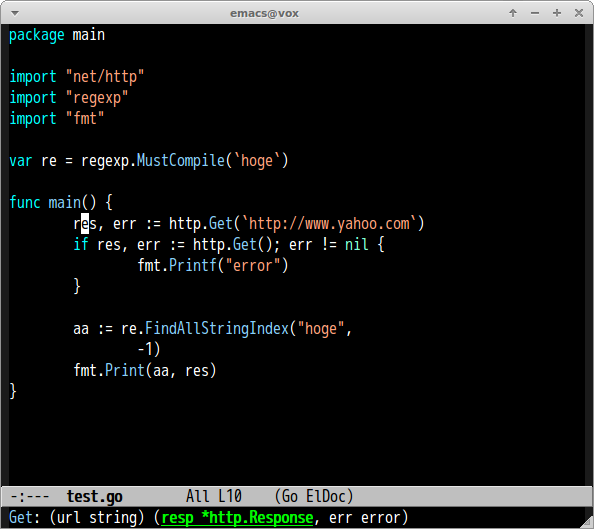 emacs@vox
package main
import "net/http"
import "regexp"
import "fmt"
var re = regexp.MustCompile(`hoge`)
func main() {
res, err := http.Get(`http://www.yahoo.com`)
if res, err := http.Get(); err != nil {
fmt.Printf("error")
}
aa := re.FindAllStringIndex("hoge",
-1)
fmt.Print(aa, res)
}
-:--- test.go All L10 (Go ElDoc)
Get: (url string) (resp *http.Response, err error)